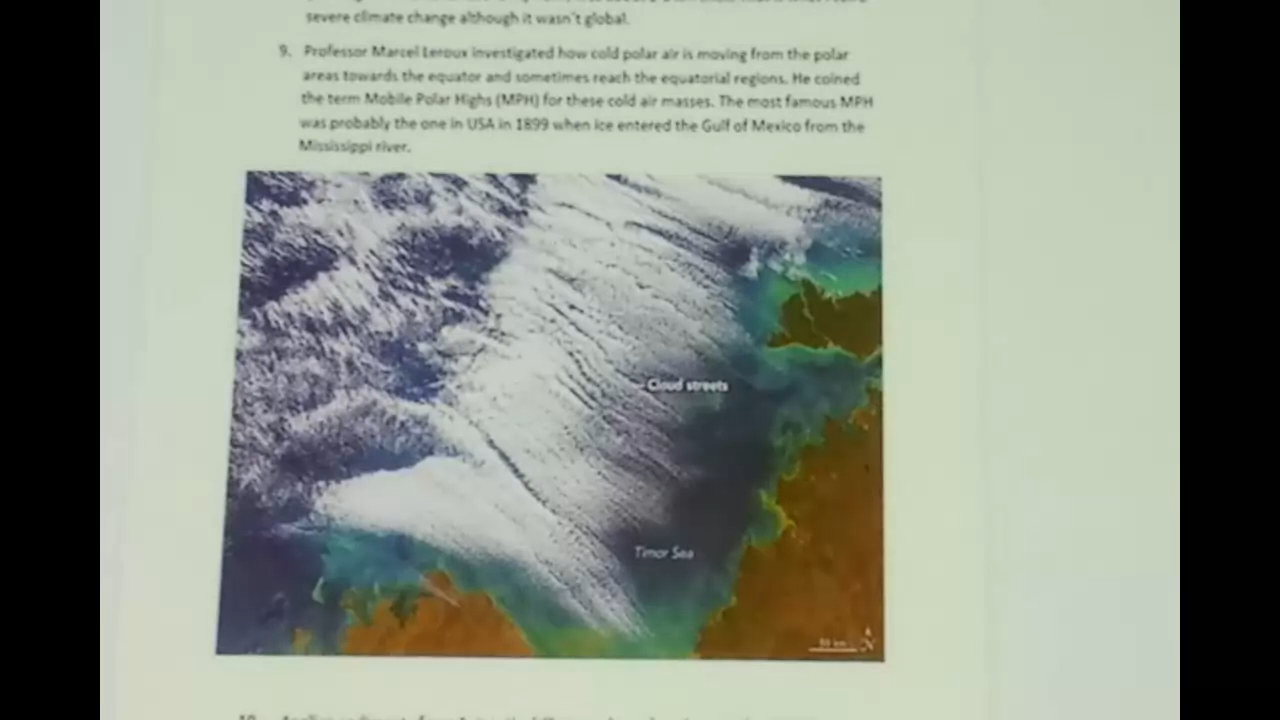 severe climate change although it wasn't global.
9. Professor Marcel Leroux investigated how cold polar air is moving from the polar
areas towards the equator and sometimes reach the equatorial regions. He coined
the term Mobile Polar Highs (MPH) for these cold air masses. The most famous MPH
was probably the one in USA in 1899 when ice entered the Gulf of Mexico from the
Mississippi river.
Cloud streets
Timor Sea
N